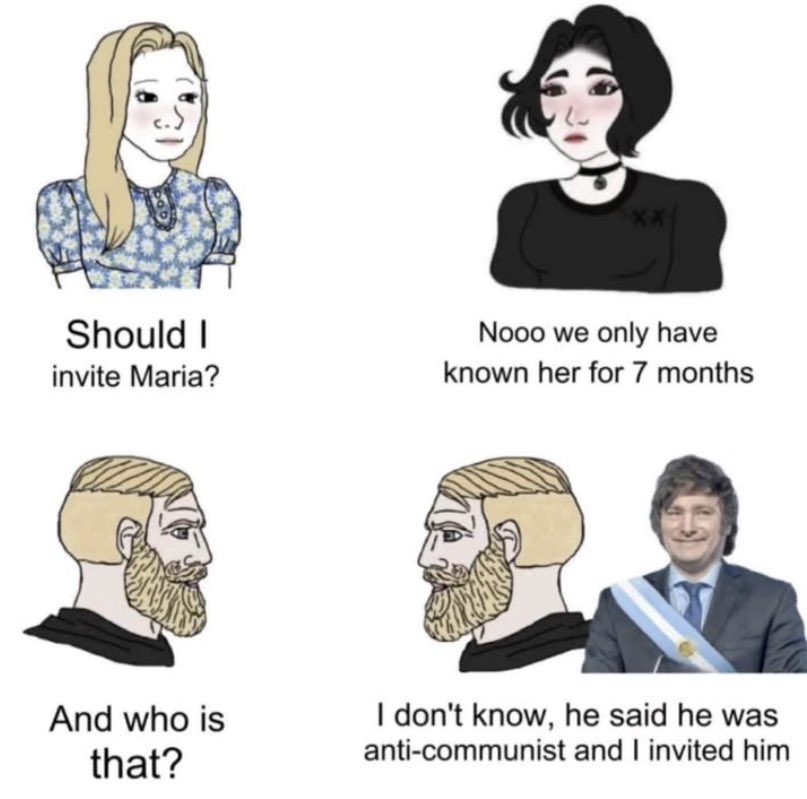 Should I
invite Maria?
Nooo we only have
known her for 7 months
And who is
that?
I don't know, he said he was
anti-communist and I invited him